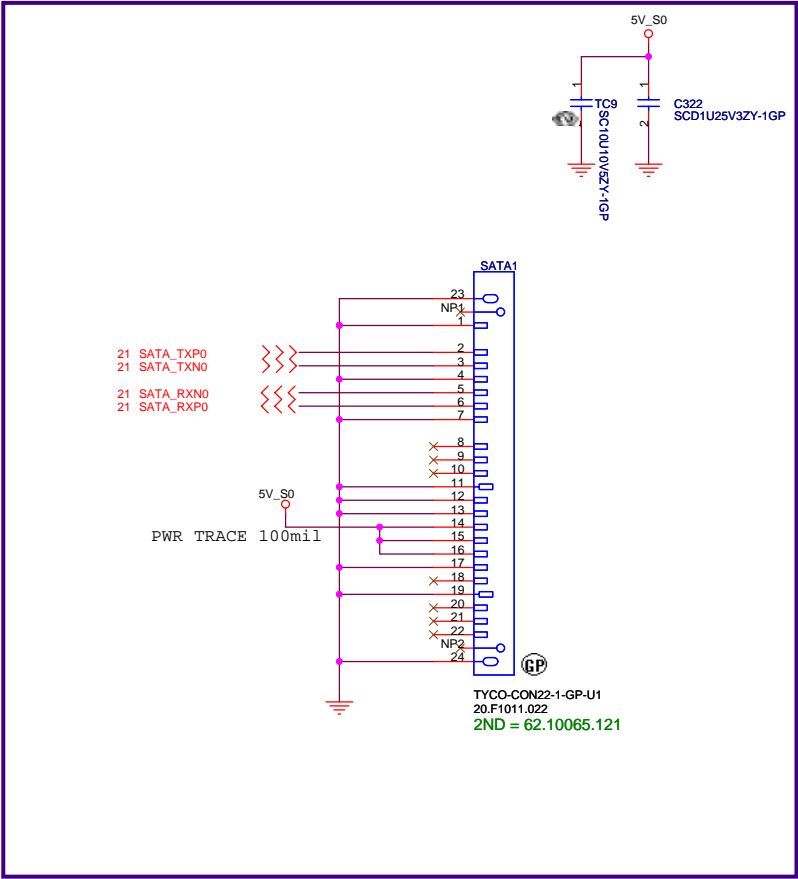 5V_S0
1
1
TC9
C322
SCD1U25V3ZY-1GP
2
SC10U10V5ZY-1GP
SATA1
23
NP1
1
21 SATA_TXP0
2
21 SATA_TXN0
3
4
21 SATA_RXN0
5
21 SATA_RXP0
6
7
8
9
10
11
5V_S0
12
13
14
PWR TRACE 100mil
15
16
17
18
19
20
21
22
NP2
24
GP
TYCO-CON22-1-GP-U1
20.F1011.022
2ND = 62.10065.121